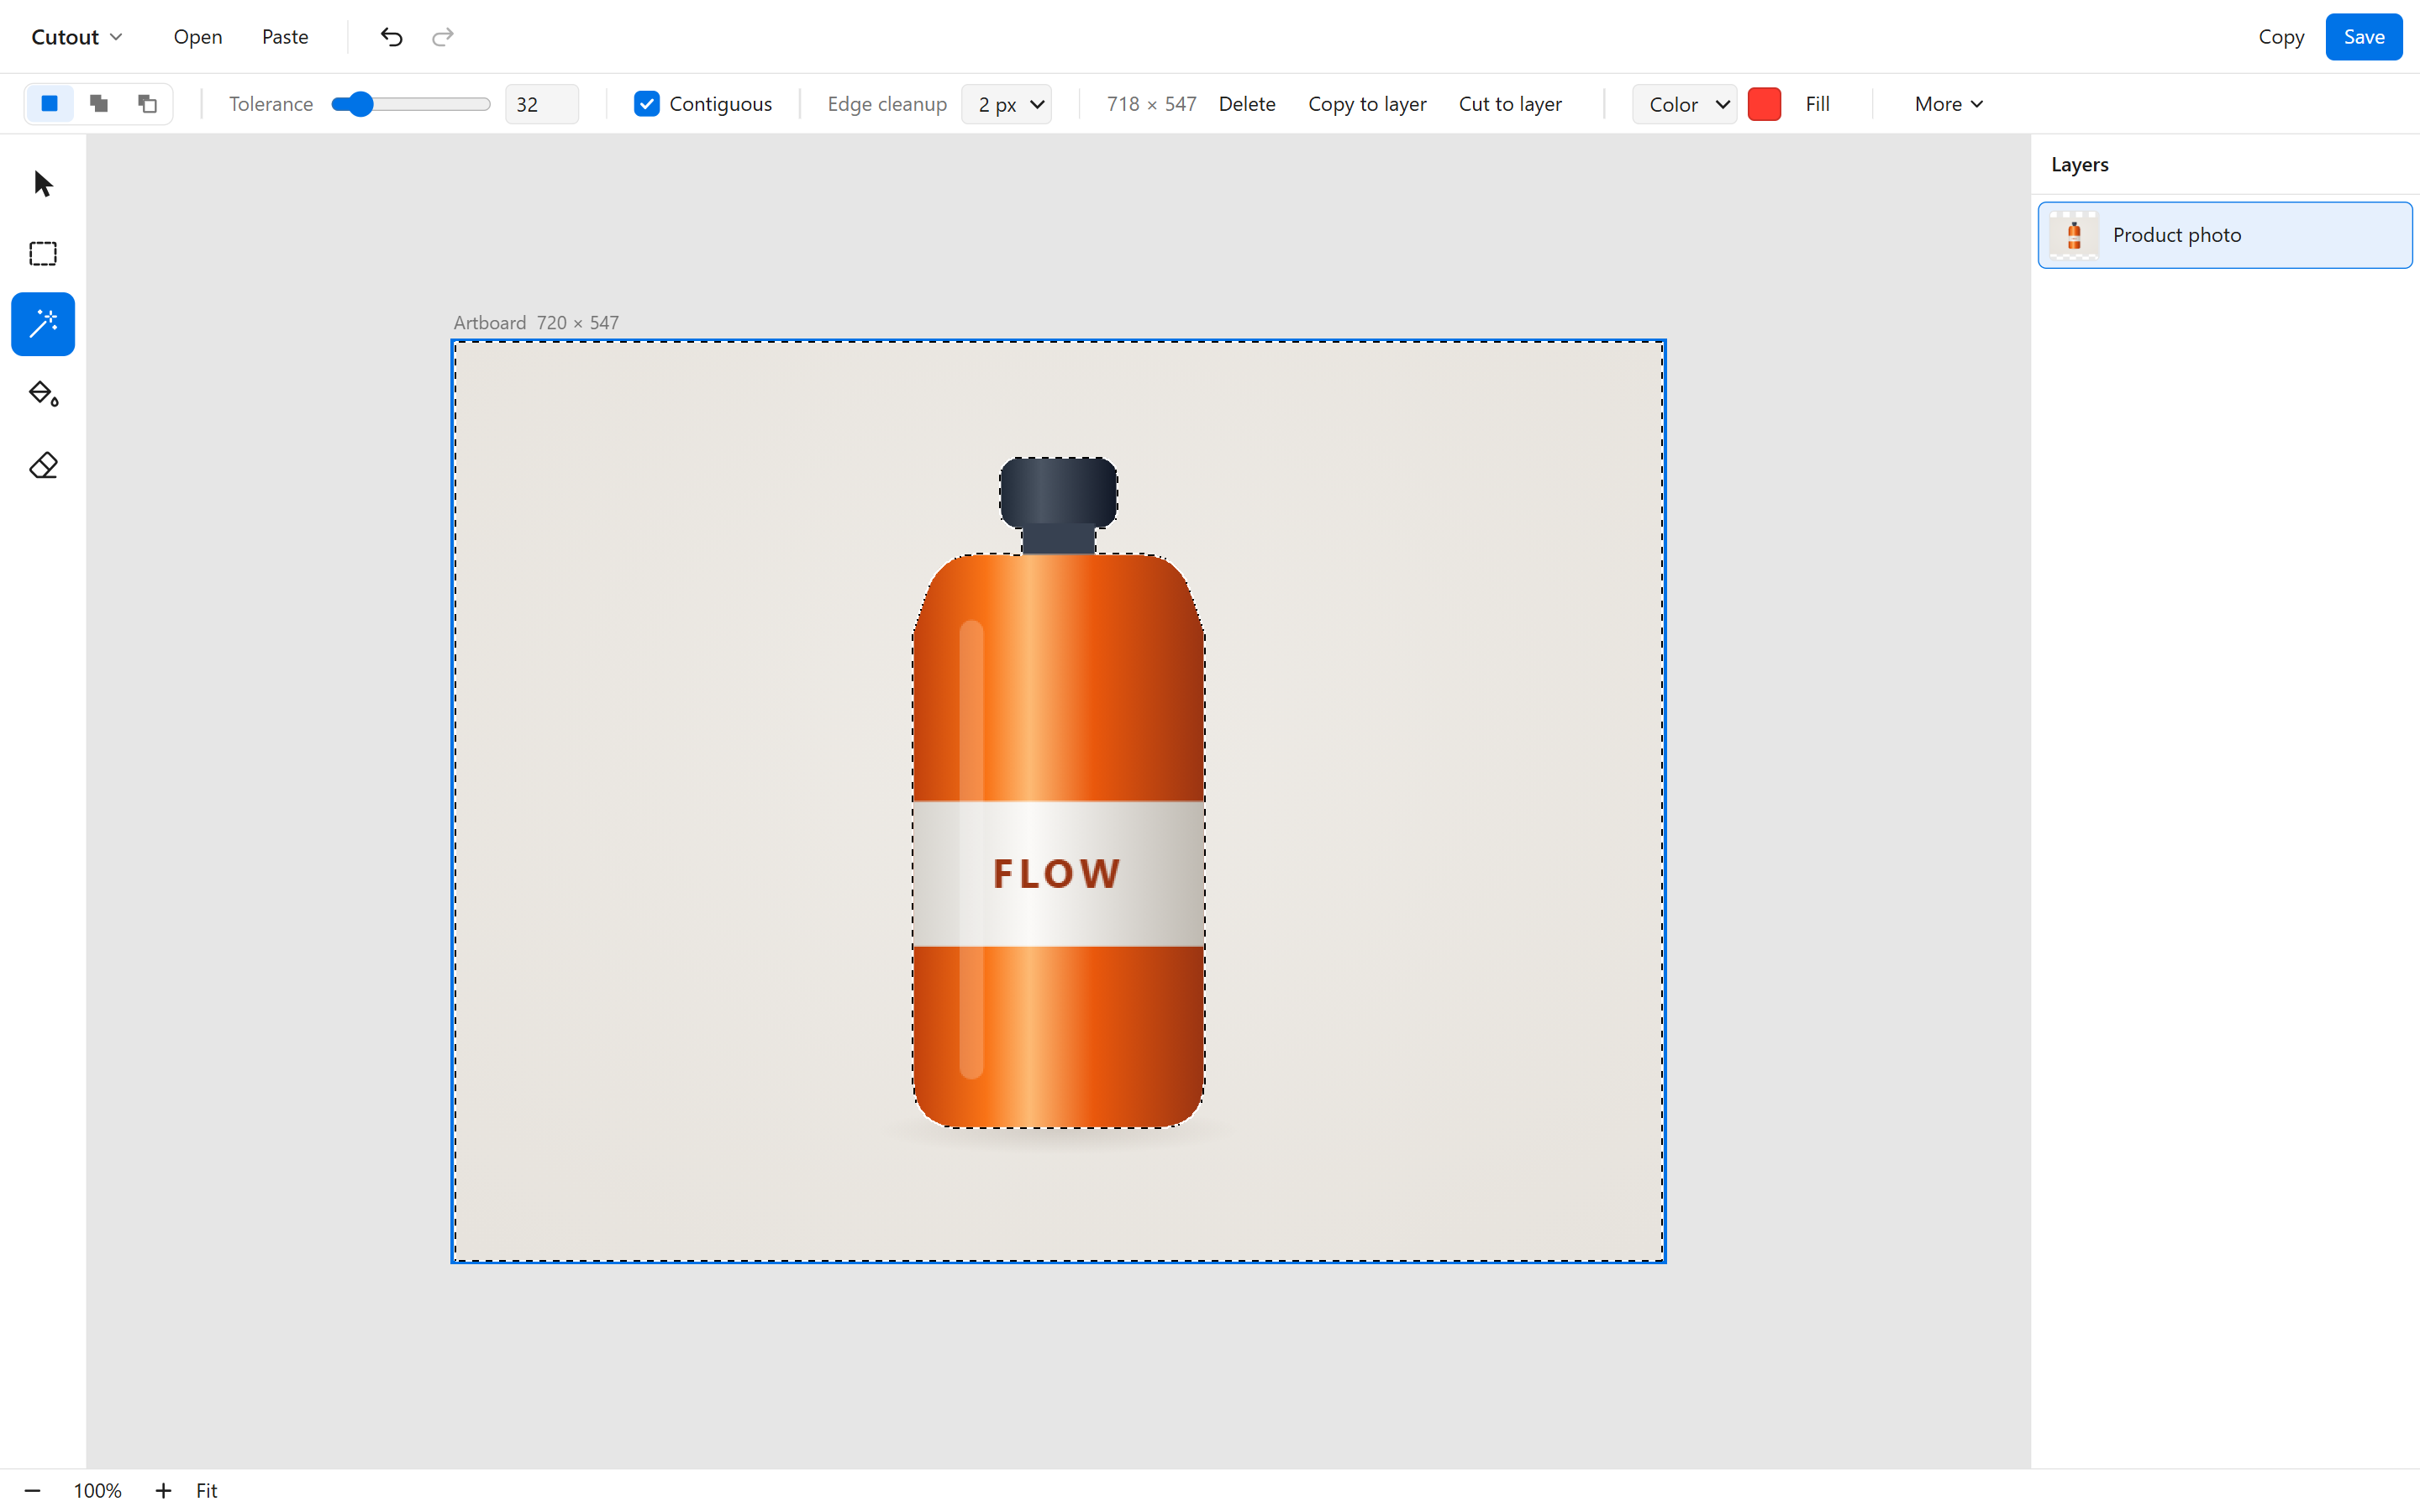 Cutout Open Paste Copy Save
Tolerance 32 Contiguous Edge cleanup 2 px 718 × 547 Delete Copy to layer Cut to layer Color Fill More
Layers
Product photo
Artboard 720 × 547
FLOW
100% Fit